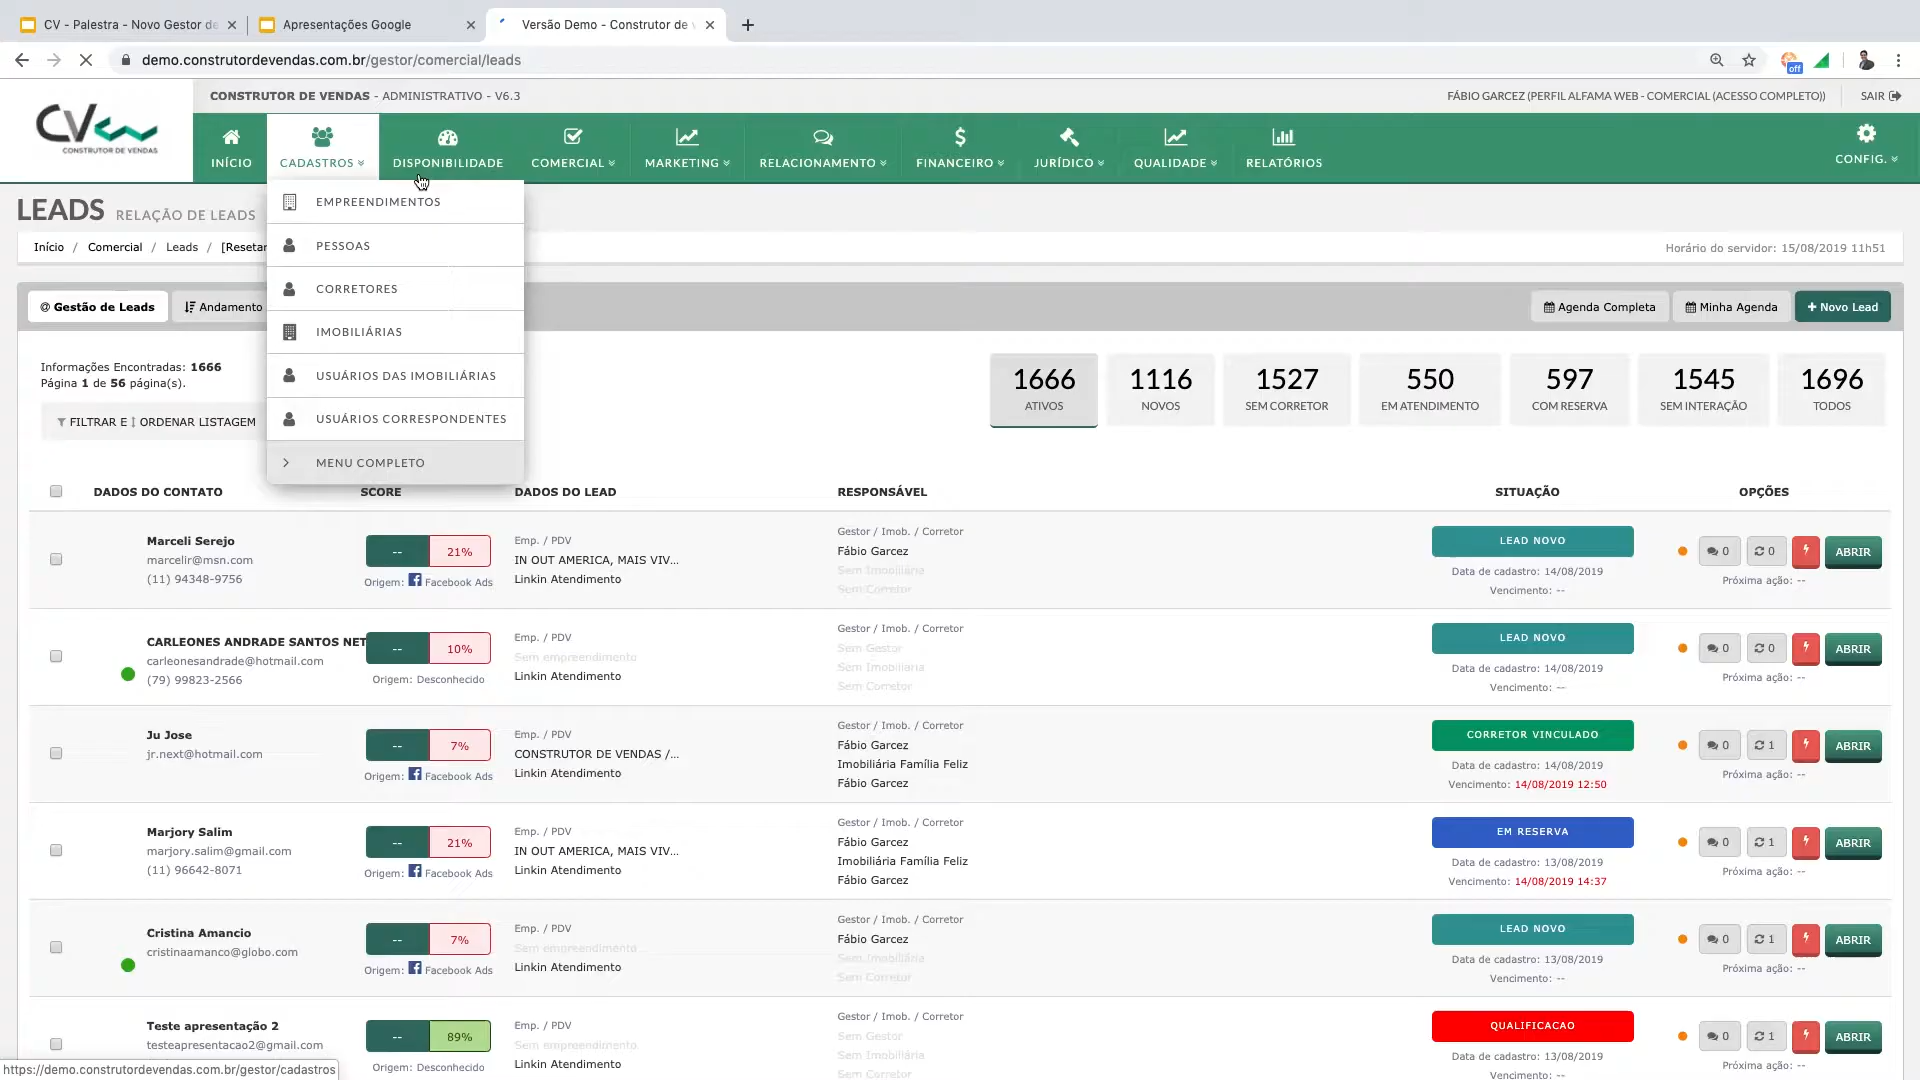 CV - Palestra - Novo Gestor de
Apresentações Google
Versão Demo - Construtor de
demo.construtordevendas.com.br/gestor/comercial/leads
off
CV
CONSTRUTOR DE VENDAS
CONSTRUTOR DE VENDAS - ADMINISTRATIVO - V6.3
FÁBIO GARCEZ (PERFIL ALFAMA WEB - COMERCIAL (ACESSO COMPLETO))
SAIR
INÍCIO
CADASTROS
DISPONIBILIDADE
COMERCIAL
MARKETING
RELACIONAMENTO
FINANCEIRO
JURÍDICO
QUALIDADE
RELATÓRIOS
CONFIG.
EMPREENDIMENTOS
PESSOAS
CORRETORES
IMOBILIÁRIAS
USUÁRIOS DAS IMOBILIÁRIAS
USUÁRIOS CORRESPONDENTES
MENU COMPLETO
LEADS RELAÇÃO DE LEADS
Início / Comercial / Leads / [Resetar
Horário do servidor: 15/08/2019 11h51
@ Gestão de Leads
Andamento
Agenda Completa
Minha Agenda
+ Novo Lead
Informações Encontradas: 1666
Página 1 de 56 página(s).
FILTRAR E ORDENAR LISTAGEM
1666
ATIVOS
1116
NOVOS
1527
SEM CORRETOR
550
EM ATENDIMENTO
597
COM RESERVA
1545
SEM INTERAÇÃO
1696
TODOS
DADOS DO CONTATO
SCORE
DADOS DO LEAD
RESPONSÁVEL
SITUAÇÃO
OPÇÕES
Marceli Serejo
marcelir@msn.com
(11) 94348-9756
-- 21%
Origem: Facebook Ads
Emp. / PDV
IN OUT AMERICA, MAIS VIV...
Linkin Atendimento
Gestor / Imob. / Corretor
Fábio Garcez
Sem Imobiliária
Sem Corretor
LEAD NOVO
Data de cadastro: 14/08/2019
Vencimento: --
0
0
ABRIR
Próxima ação: --
CARLEONES ANDRADE SANTOS NET
carleonesandrade@hotmail.com
(79) 99823-2566
-- 10%
Origem: Desconhecido
Emp. / PDV
Sem empreendimento
Linkin Atendimento
Gestor / Imob. / Corretor
Sem Gestor
Sem Imobiliária
Sem Corretor
LEAD NOVO
Data de cadastro: 14/08/2019
Vencimento: --
0
0
ABRIR
Próxima ação: --
Ju Jose
jr.next@hotmail.com
-- 7%
Origem: Facebook Ads
Emp. / PDV
CONSTRUTOR DE VENDAS /...
Linkin Atendimento
Gestor / Imob. / Corretor
Fábio Garcez
Imobiliária Família Feliz
Fábio Garcez
CORRETOR VINCULADO
Data de cadastro: 14/08/2019
Vencimento: 14/08/2019 12:50
0
1
ABRIR
Próxima ação: --
Marjory Salim
marjory.salim@gmail.com
(11) 96642-8071
-- 21%
Origem: Facebook Ads
Emp. / PDV
IN OUT AMERICA, MAIS VIV...
Linkin Atendimento
Gestor / Imob. / Corretor
Fábio Garcez
Imobiliária Família Feliz
Fábio Garcez
EM RESERVA
Data de cadastro: 13/08/2019
Vencimento: 14/08/2019 14:37
0
1
ABRIR
Próxima ação: --
Cristina Amancio
cristinaamanco@globo.com
-- 7%
Origem: Facebook Ads
Emp. / PDV
Sem empreendimento
Linkin Atendimento
Gestor / Imob. / Corretor
Fábio Garcez
Sem Imobiliária
Sem Corretor
LEAD NOVO
Data de cadastro: 13/08/2019
Vencimento: --
0
1
ABRIR
Próxima ação: --
Teste apresentação 2
testeapresentacao2@gmail.com
-- 89%
Origem: Desconhecido
Emp. / PDV
Sem empreendimento
Linkin Atendimento
Gestor / Imob. / Corretor
Sem Gestor
Sem Imobiliária
Sem Corretor
QUALIFICACAO
Data de cadastro: 13/08/2019
Vencimento: --
0
1
ABRIR
Próxima ação: --
https://demo.construtordevendas.com.br/gestor/cadastros